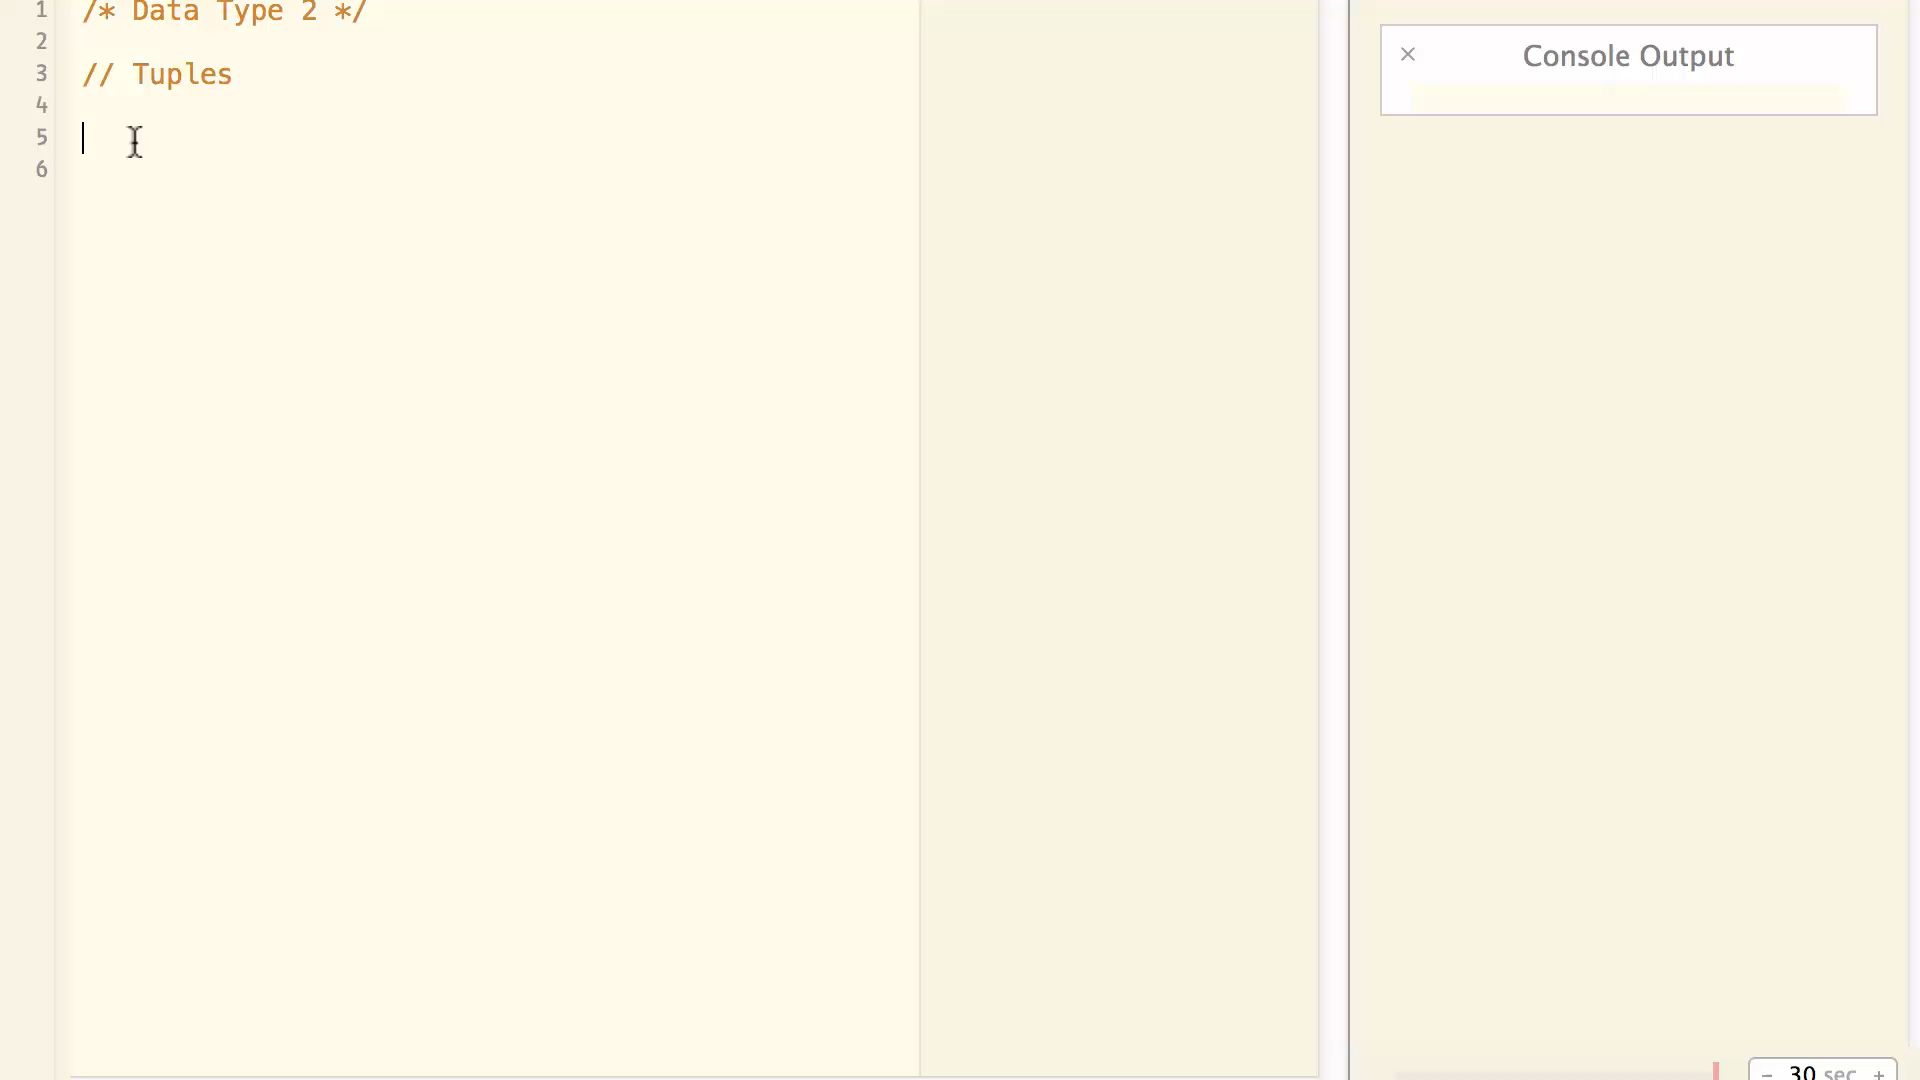 1 /* Data Type 2 */
2
3 // Tuples
4
5
6
× Console Output
− 30 sec +